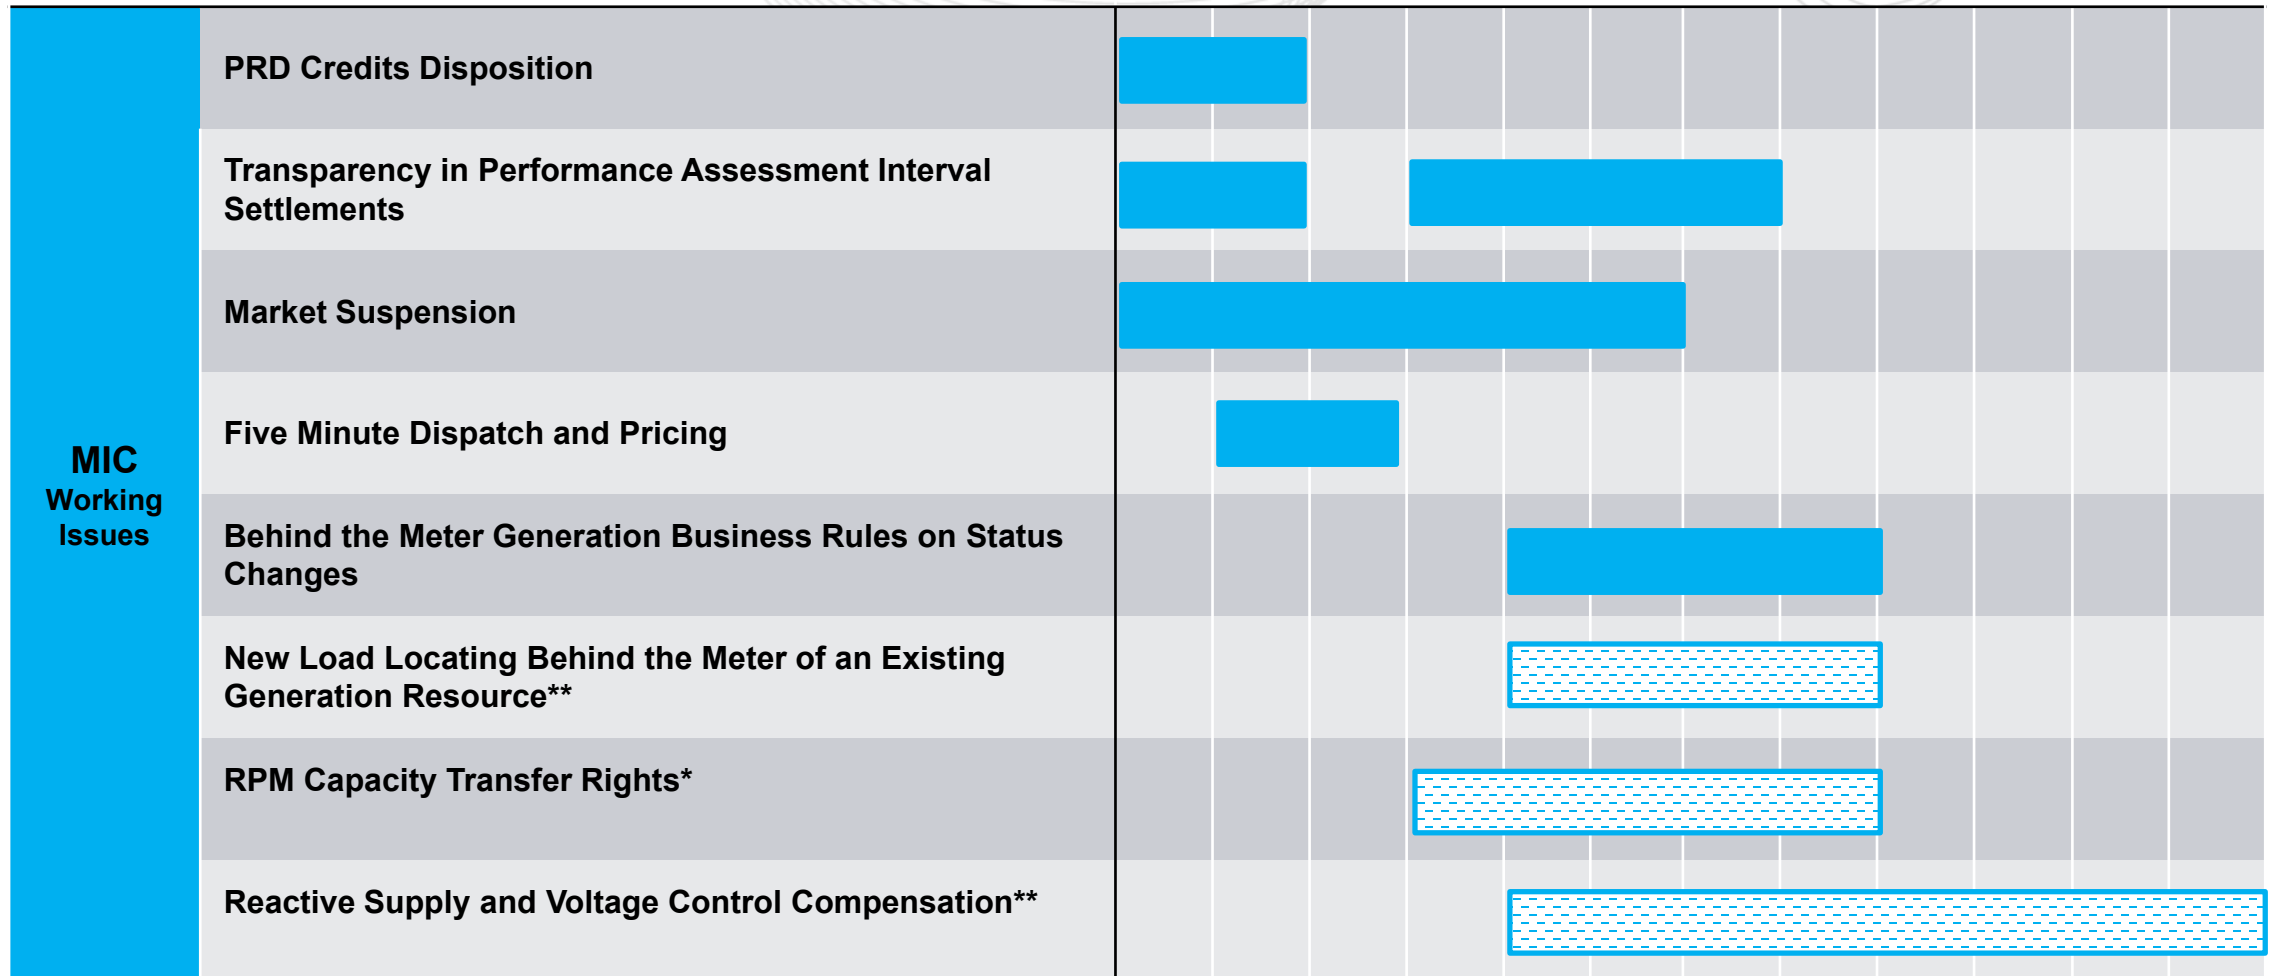 PRD Credits Disposition
Transparency in Performance Assessment Interval
Settlements
Market Suspension
Five Minute Dispatch and Pricing
MIC
Working
Issues
Behind the Meter Generation Business Rules on Status
Changes
New Load Locating Behind the Meter of an Existing
Generation Resource**
RPM Capacity Transfer Rights*
Reactive Supply and Voltage Control Compensation**